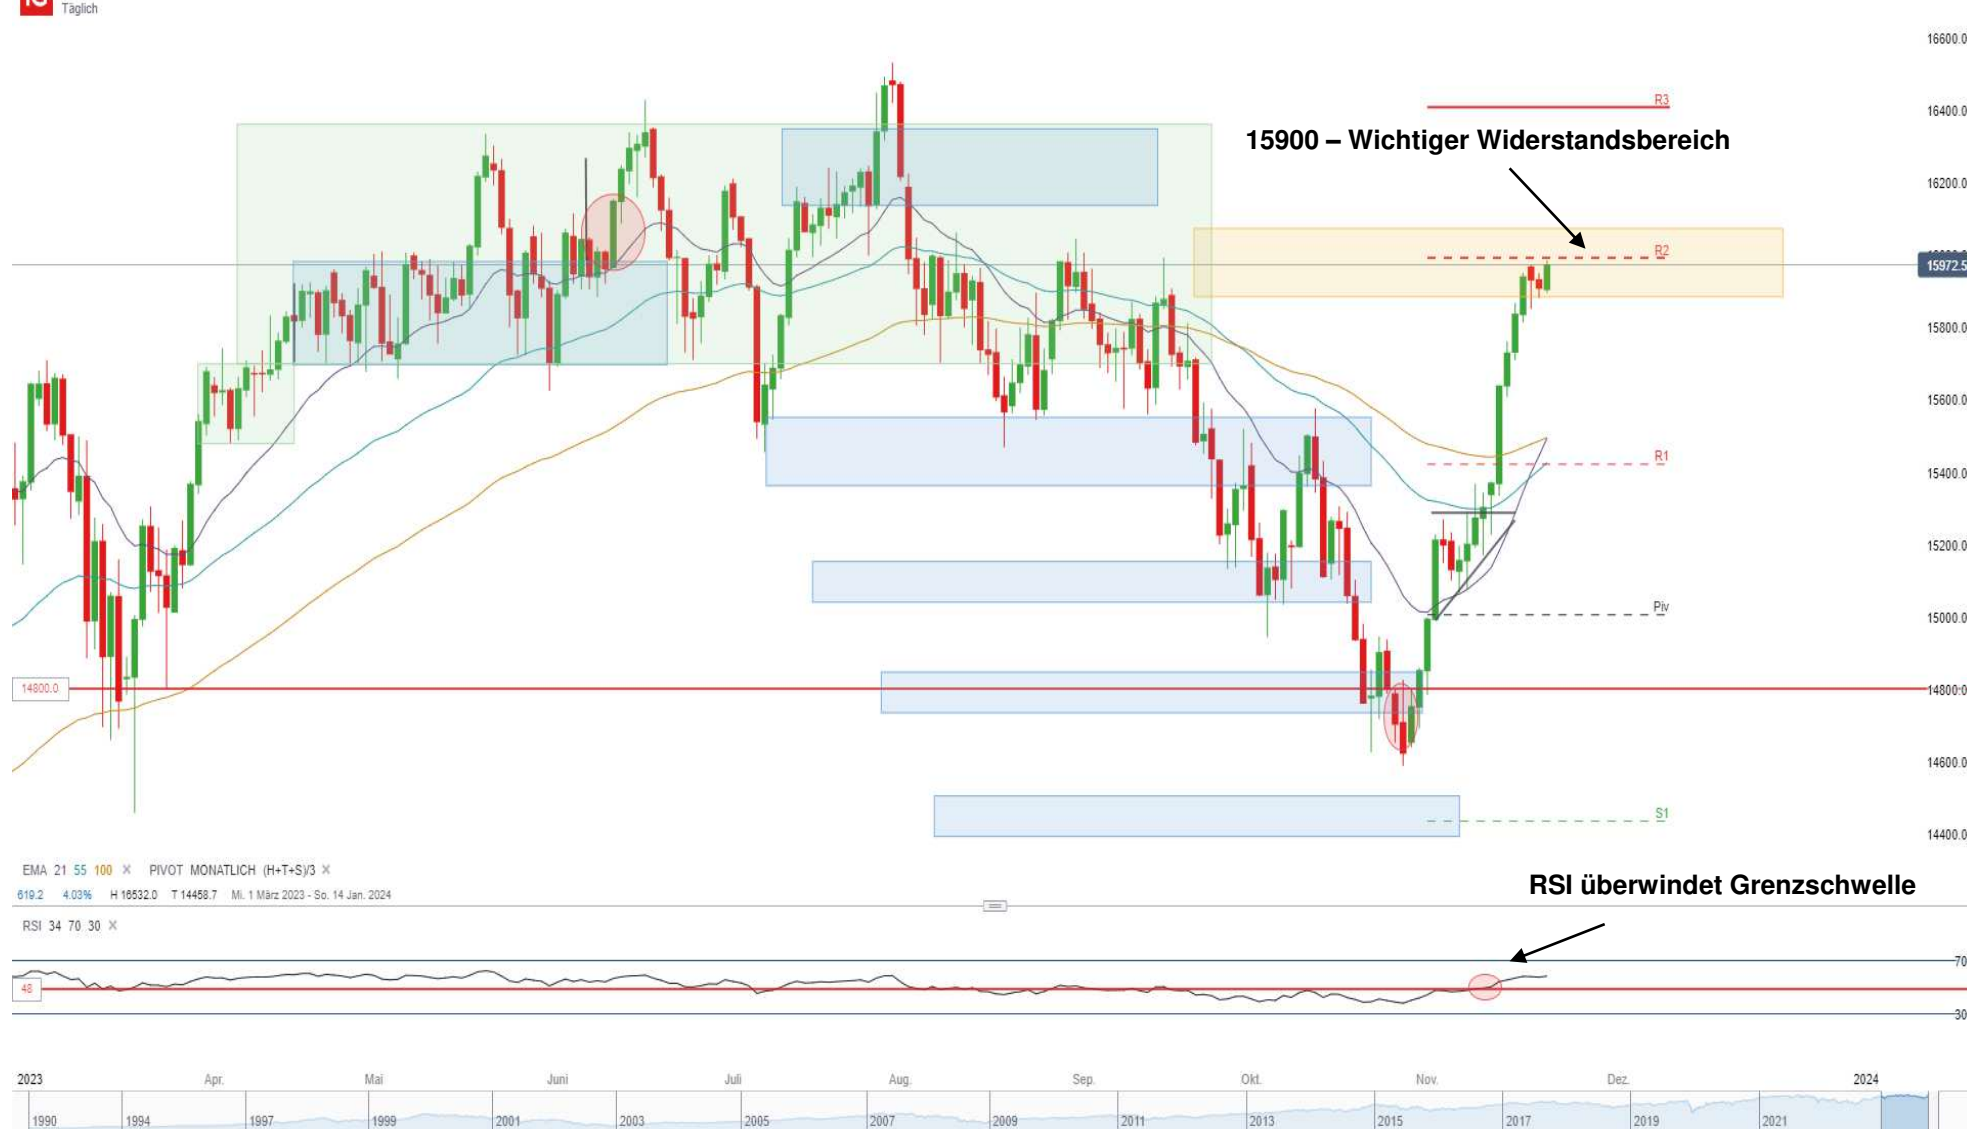 IG
Täglich
16600.0
R3
16400.0
15900 – Wichtiger Widerstandsbereich
16200.0
R2
15972.5
15800.0
15600.0
R1
15400.0
15200.0
Piv
15000.0
14800.0
14800.0
14600.0
S1
14400.0
EMA 21 55 100 × PIVOT MONATLICH (H+T+S)/3 ×
RSI überwindet Grenzschwelle
619.2 4.03% H 16532.0 T 14458.7 Mi. 1 März 2023 - So. 14 Jan. 2024
RSI 34 70 30 ×
70
48
30
2023 Apr. Mai Juni Juli Aug. Sep. Okt. Nov. Dez. 2024
1990 1994 1997 1999 2001 2003 2005 2007 2009 2011 2013 2015 2017 2019 2021